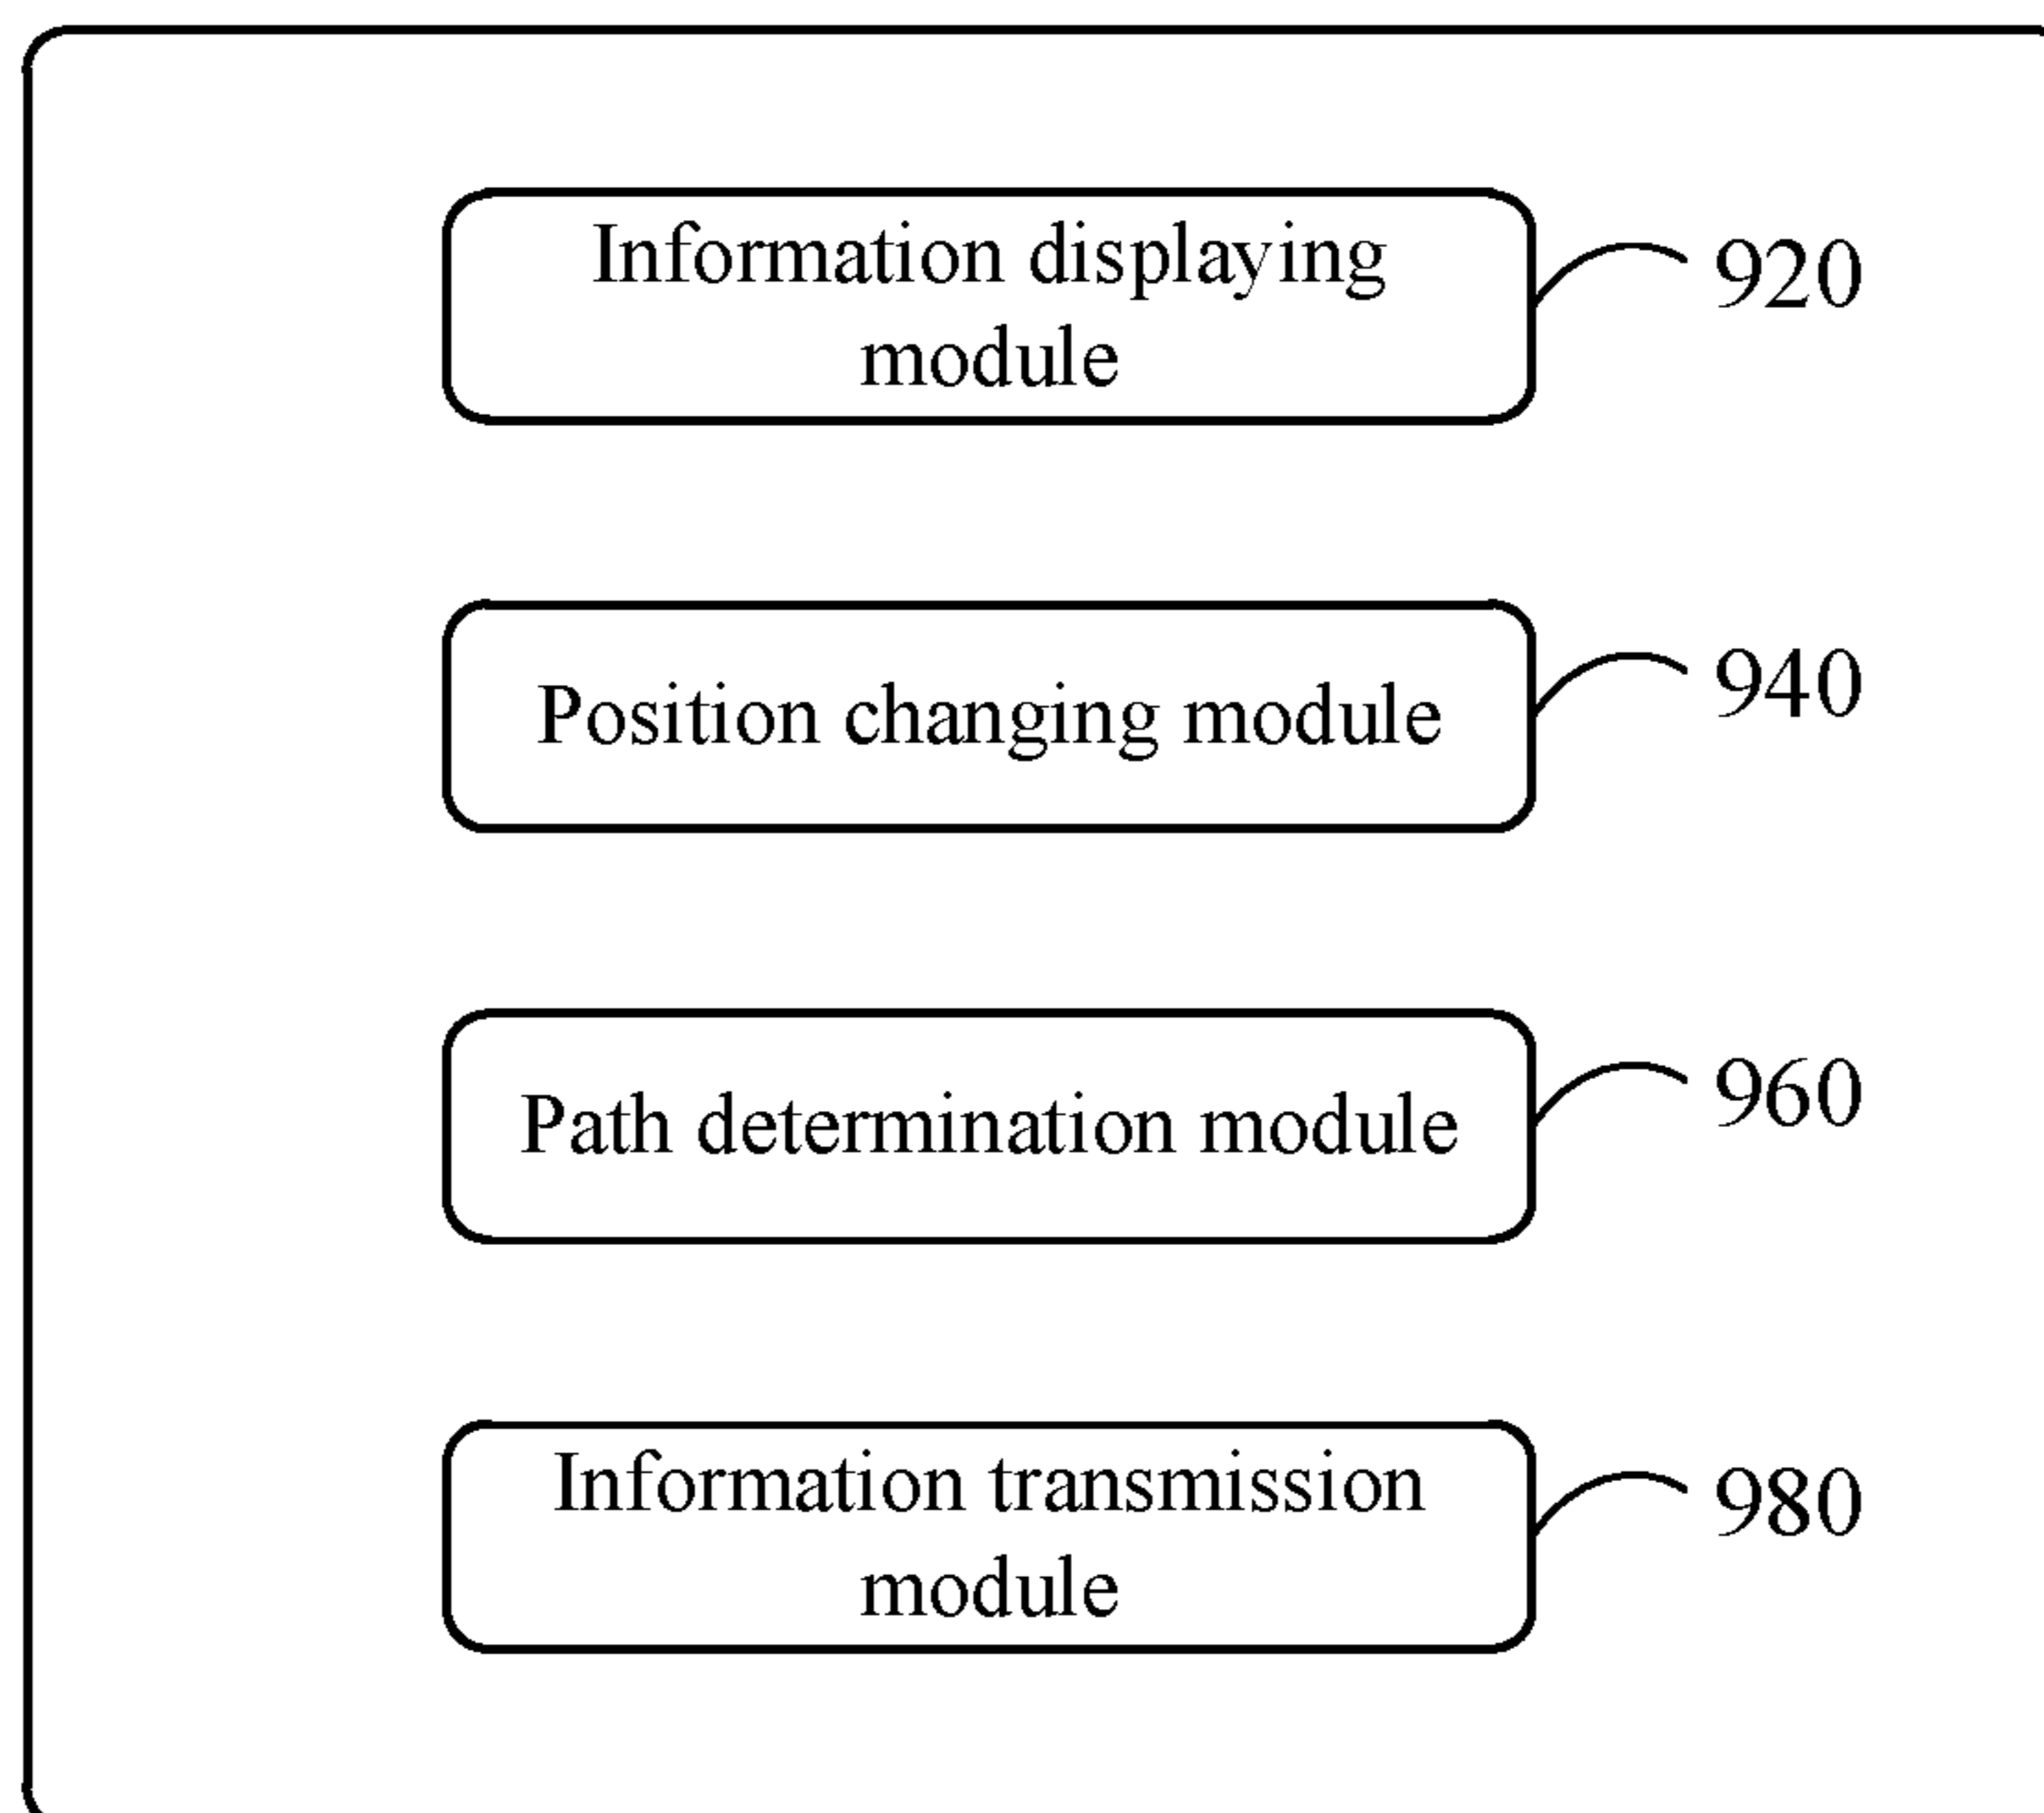 Information displaying
module
920
Position changing module
940
Path determination module
960
Information transmission
module
980